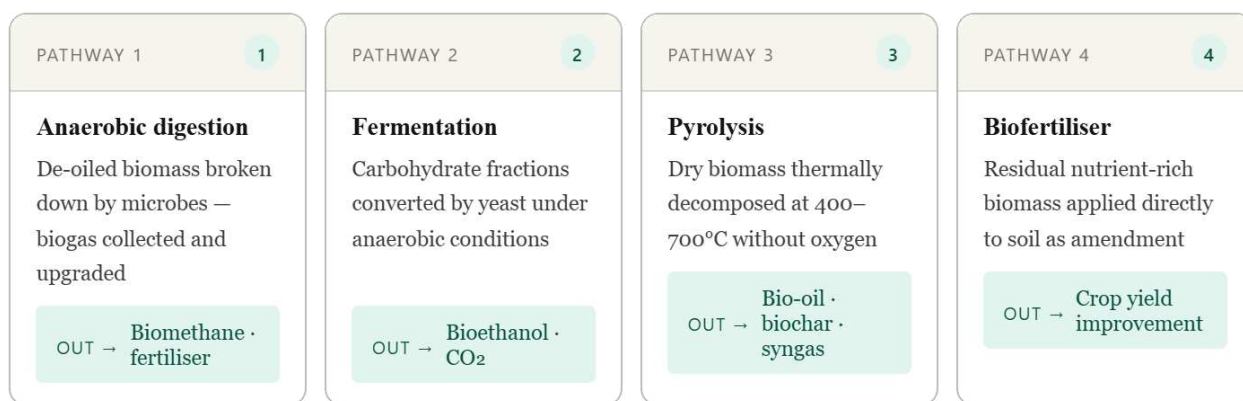 PATHWAY 1
1
Anaerobic digestion
De-oiled biomass broken
down by microbes —
biogas collected and
upgraded
OUT → Biomethane ·
fertiliser
PATHWAY 2
2
Fermentation
Carbohydrate fractions
converted by yeast under
anaerobic conditions
OUT → Bioethanol ·
CO2
PATHWAY 3
3
Pyrolysis
Dry biomass thermally
decomposed at 400–
700°C without oxygen
OUT → Bio-oil ·
biochar ·
syngas
PATHWAY 4
4
Biofertiliser
Residual nutrient-rich
biomass applied directly
to soil as amendment
OUT → Crop yield
improvement